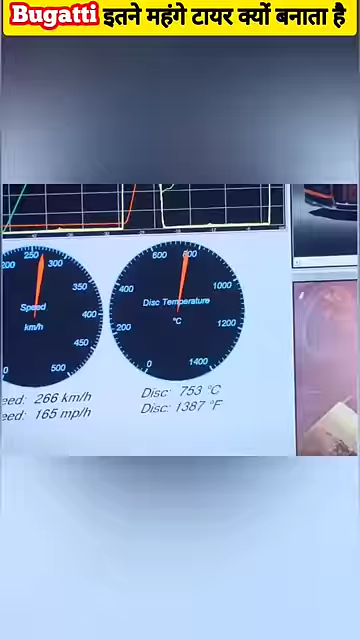 Bugatti इतने महंगे टायर क्यों बनाता है
200 250 300 350 400 450 500 0
Speed
km/h
0 200 400 600 800 1000 1200 1400
Disc Temperature
°C
eed: 266 km/h
eed: 165 mp/h
Disc: 753 °C
Disc: 1387 °F